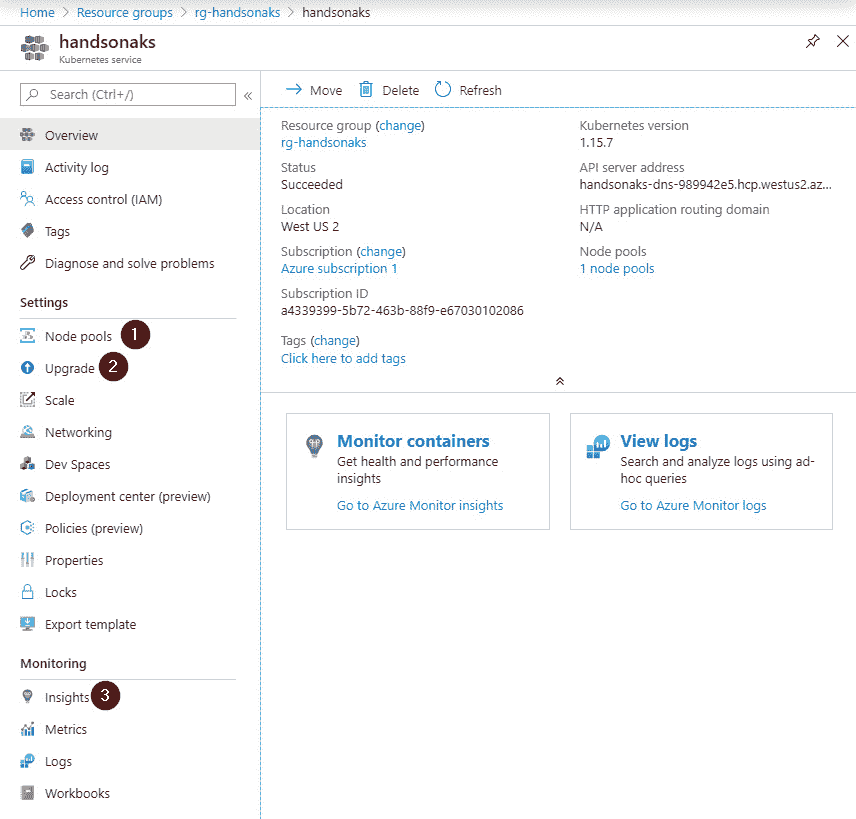 Home > Resource groups > rg-handsonaks > handsonaks
handsonaks
Kubernetes service
Search (Ctrl+/)
«
Overview
Activity log
Access control (IAM)
Tags
Diagnose and solve problems
Settings
Node pools 1
Upgrade 2
Scale
Networking
Dev Spaces
Deployment center (preview)
Policies (preview)
Properties
Locks
Export template
Monitoring
Insights 3
Metrics
Logs
Workbooks
Move Delete Refresh
Resource group (change)
rg-handsonaks
Status
Succeeded
Location
West US 2
Subscription (change)
Azure subscription 1
Subscription ID
a4339399-5b72-463b-88f9-e67030102086
Tags (change)
Click here to add tags
Kubernetes version
1.15.7
API server address
handsonaks-dns-989942e5.hcp.westus2.az...
HTTP application routing domain
N/A
Node pools
1 node pools
Monitor containers
Get health and performance
insights
Go to Azure Monitor insights
View logs
Search and analyze logs using ad-
hoc queries
Go to Azure Monitor logs